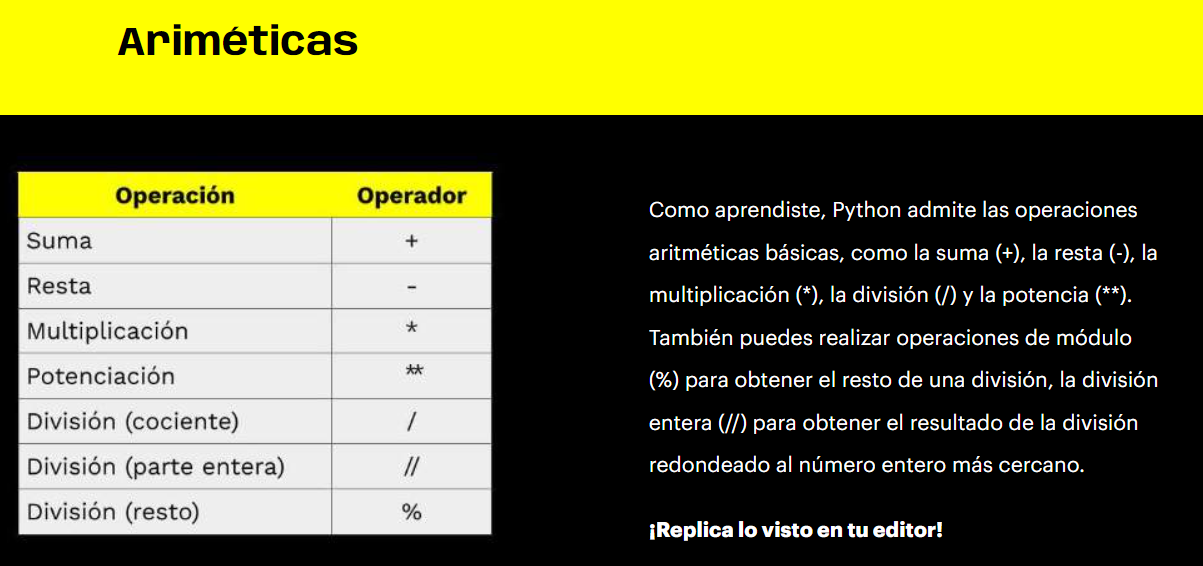 Ariméticas
Operación Operador
Suma +
Resta -
Multiplicación *
Potenciación **
División (cociente) /
División (parte entera) //
División (resto) %
Como aprendiste, Python admite las operaciones
aritméticas básicas, como la suma (+), la resta (-), la
multiplicación (*), la división (/) y la potencia (**).
También puedes realizar operaciones de módulo
(%) para obtener el resto de una división, la división
entera (//) para obtener el resultado de la división
redondeado al número entero más cercano.
¡Replica lo visto en tu editor!